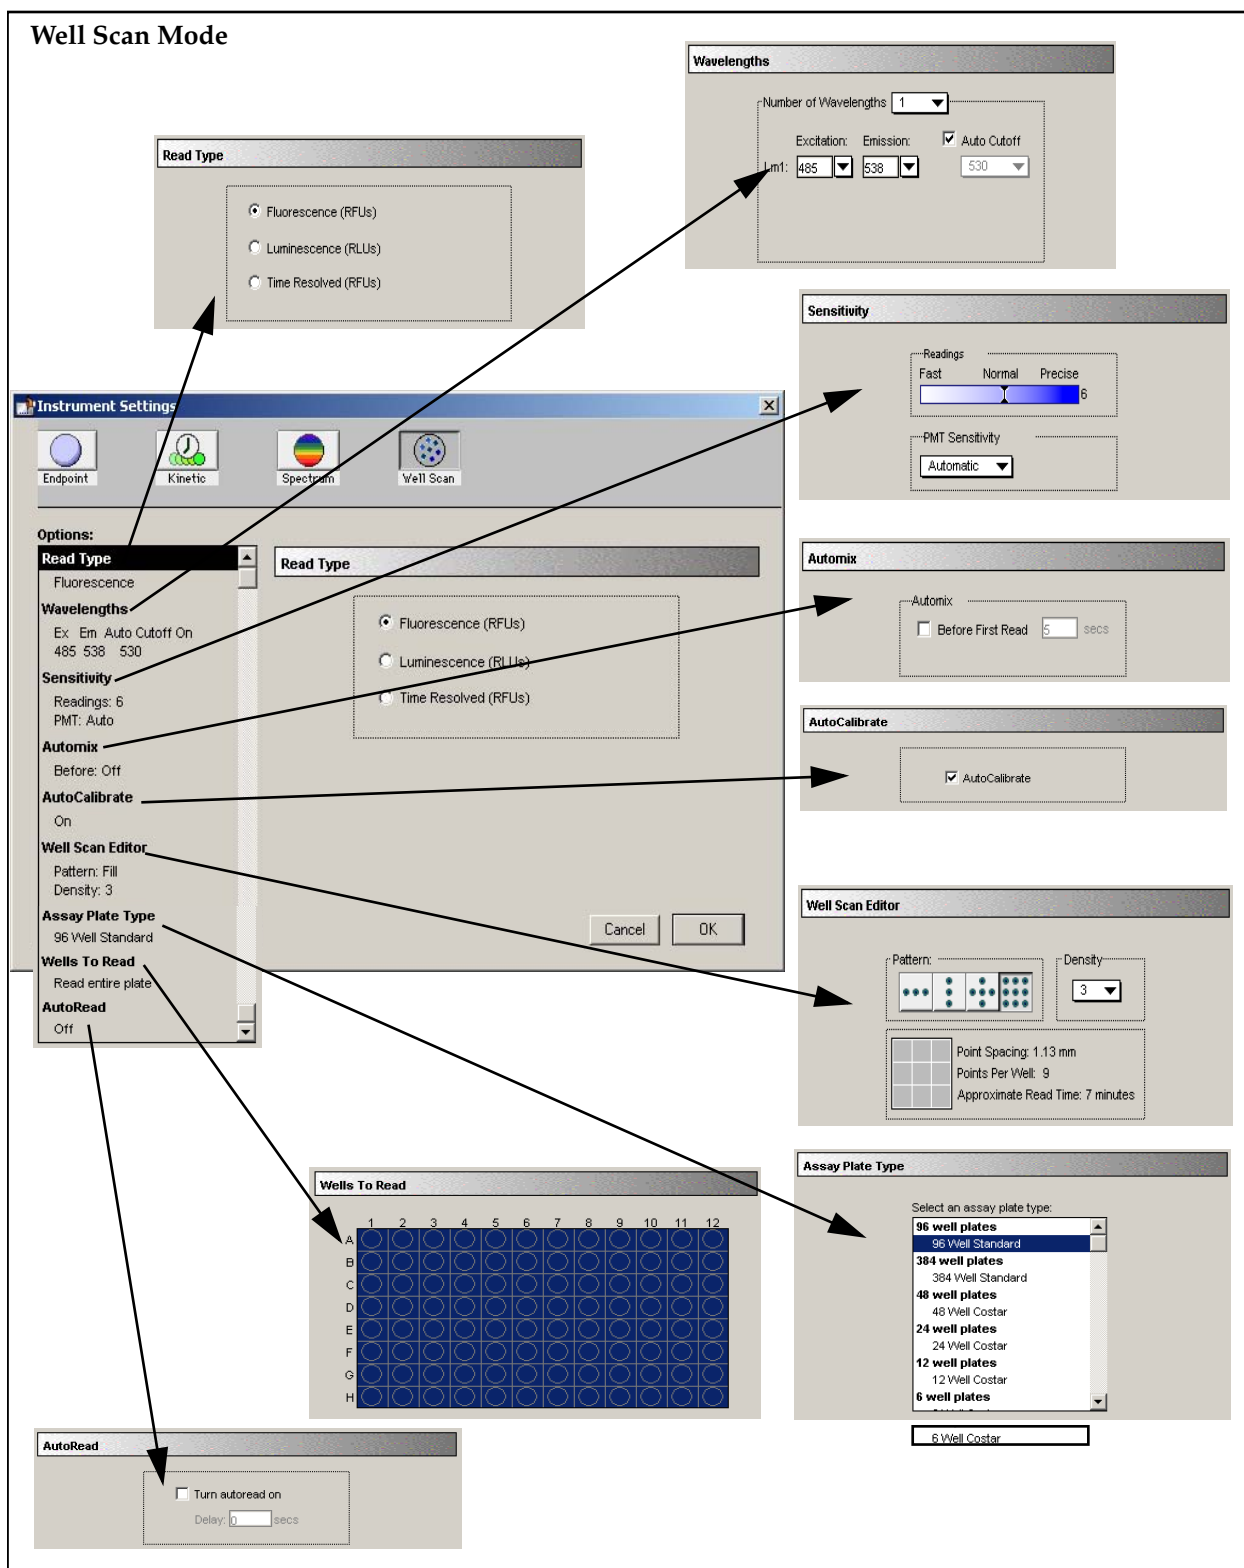 Well Scan Mode
Wavelengths
Number of Wavelengths 1
Excitation: Emission: Auto Cutoff
Lm1: 485 538 530
Read Type
Fluorescence (RFUs)
Luminescence (RLUs)
Time Resolved (RFUs)
Sensitivity
Readings
Fast Normal Precise
6
PMT Sensitivity
Automatic
Instrument Settings
Endpoint Kinetic Spectrum Well Scan
Options:
Read Type
Fluorescence
Wavelengths
Ex Em Auto Cutoff On
485 538 530
Sensitivity
Readings: 6
PMT: Auto
Automix
Before: Off
AutoCalibrate
On
Well Scan Editor
Pattern: Fill
Density: 3
Assay Plate Type
96 Well Standard
Wells To Read
Read entire plate
AutoRead
Off
Read Type
Fluorescence (RFUs)
Luminescence (RLUs)
Time Resolved (RFUs)
Cancel OK
Automix
Automix
Before First Read 5 secs
AutoCalibrate
AutoCalibrate
Well Scan Editor
Pattern: Density
3
Point Spacing: 1.13 mm
Points Per Well: 9
Approximate Read Time: 7 minutes
Wells To Read
1 2 3 4 5 6 7 8 9 10 11 12
A
B
C
D
E
F
G
H
Assay Plate Type
Select an assay plate type:
96 well plates
96 Well Standard
384 well plates
384 Well Standard
48 well plates
48 Well Costar
24 well plates
24 Well Costar
12 well plates
12 Well Costar
6 well plates
6 Well Costar
AutoRead
Turn autoread on
Delay: 0 secs